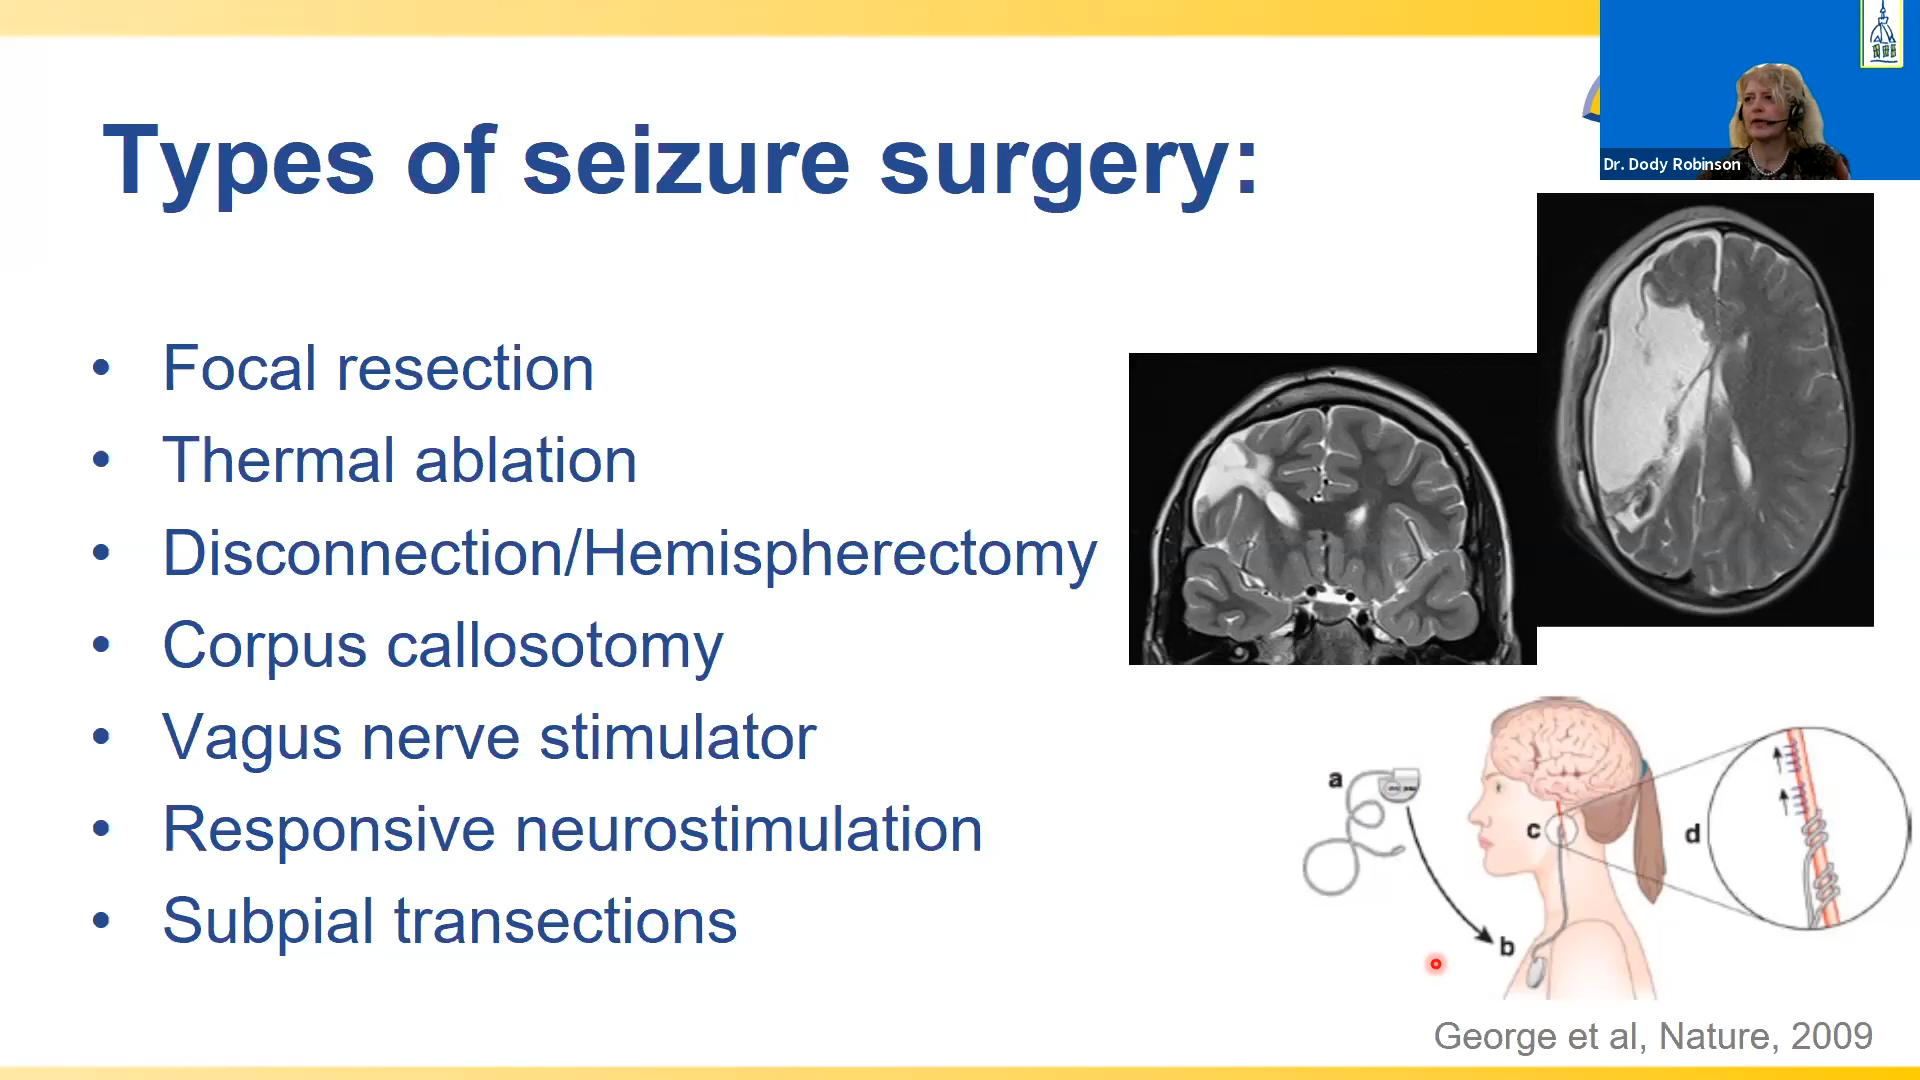 Types of seizure surgery:
Dr. Dody Robinson
• Focal resection
• Thermal ablation
• Disconnection/Hemispherectomy
• Corpus callosotomy
• Vagus nerve stimulator
• Responsive neurostimulation
• Subpial transections
a
b
c
d
George et al, Nature, 2009